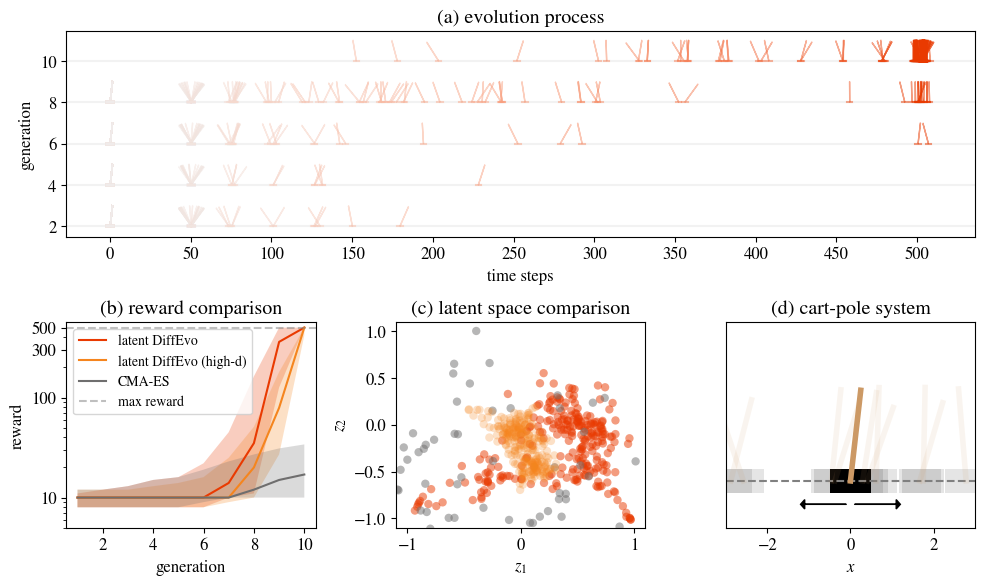 (a) evolution process
10
8
6
4
2
generation
0 50 100 150 200 250 300 350 400 450 500
time steps
(b) reward comparison
500
300
100
10
reward
latent DiffEvo
latent DiffEvo (high-d)
CMA-ES
max reward
2 4 6 8 10
generation
(c) latent space comparison
1.0
0.5
0.0
−0.5
−1.0
z2
−1 0 1
z1
(d) cart-pole system
−2 0 2
x